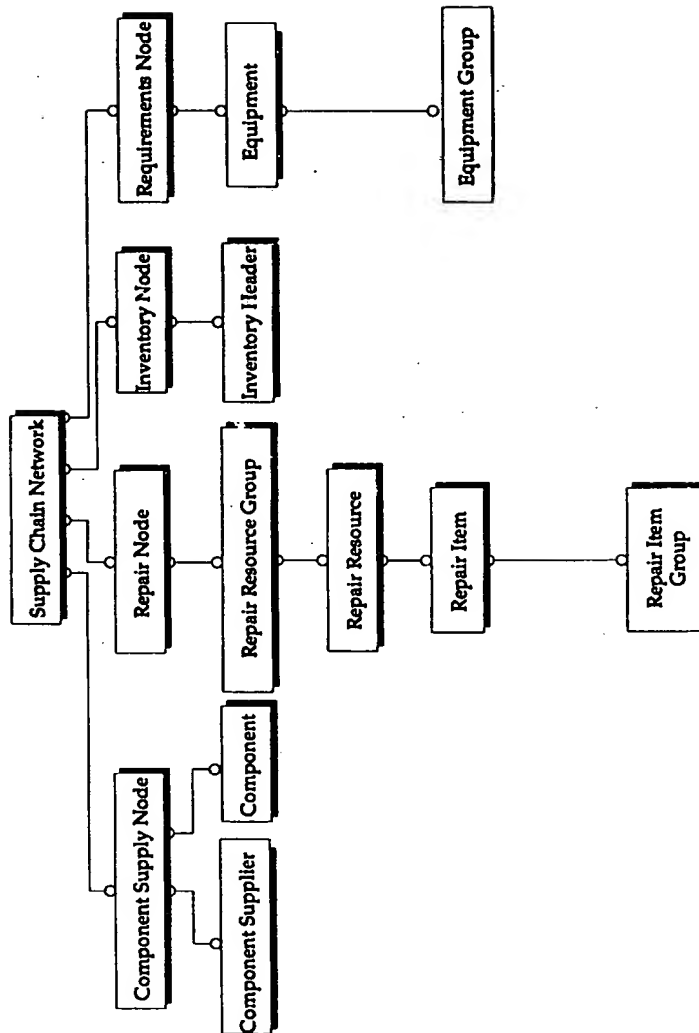 Supply Chain Network
Component Supply Node
Repair Node
Inventory Node
Requirements Node
Component Supplier
Component
Repair Resource Group
Inventory Header
Equipment
Repair Resource
Repair Item
Equipment Group
Repair Item
Group